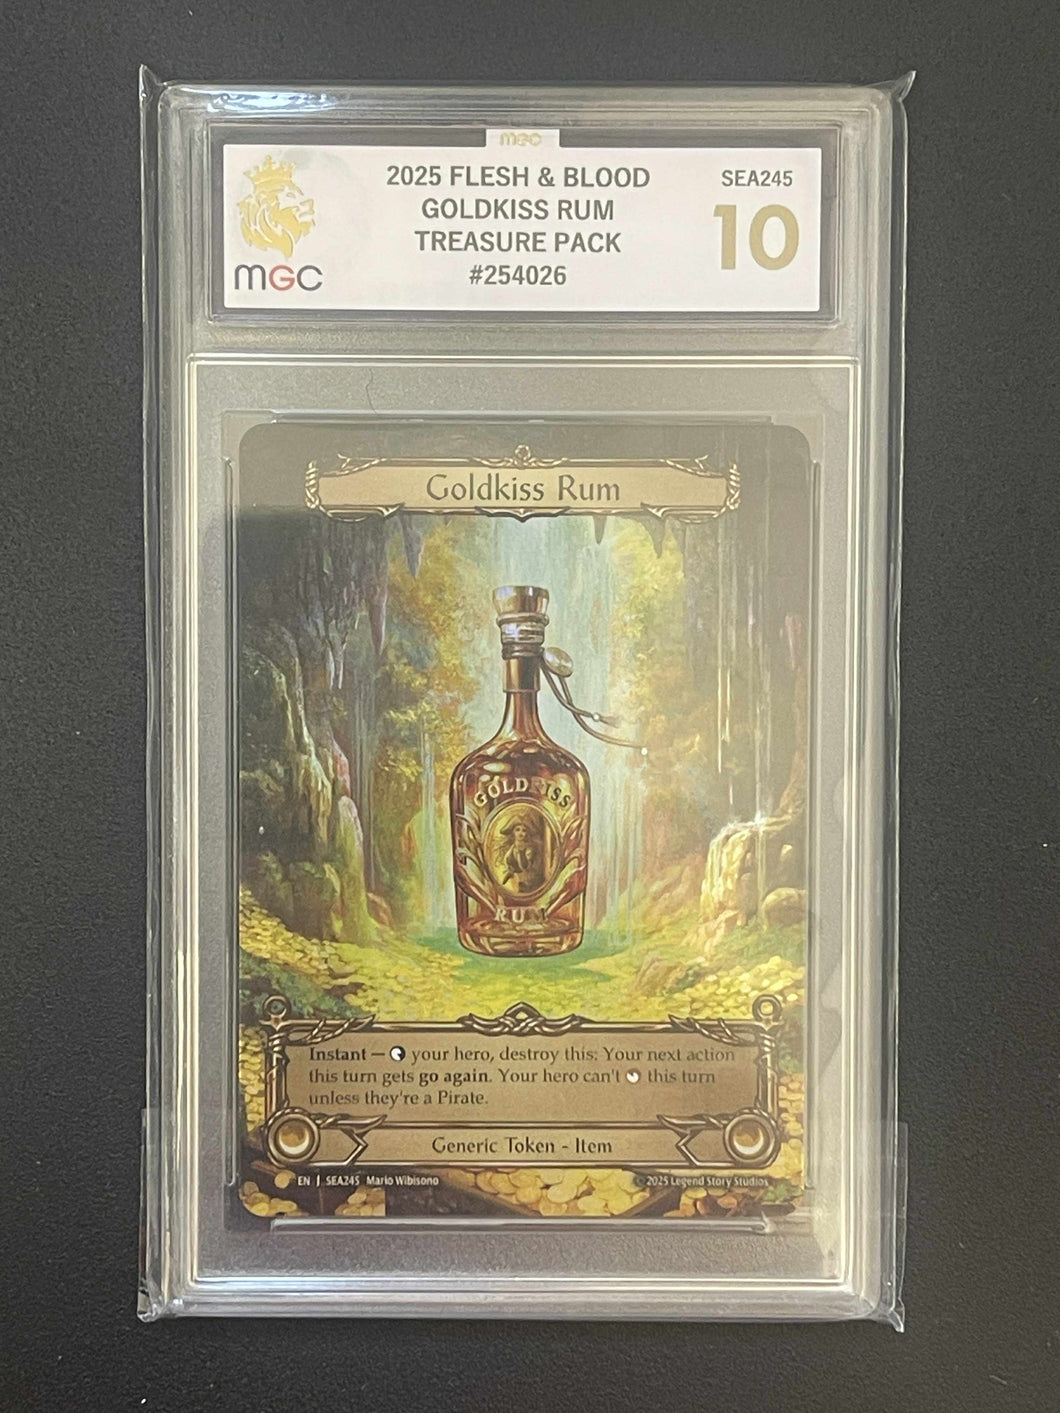 MGC
2025 FLESH & BLOOD
GOLDKISS RUM
TREASURE PACK
#254026
SEA245
10
MGC
Goldkiss Rum
GOLDKISS
RUM
Instant — your hero, destroy this: Your next action
this turn gets go again. Your hero can't this turn
unless they're a Pirate.
Generic Token - Item
EN | SEA245 Mario Wibisono
© 2025 Legend Story Studios